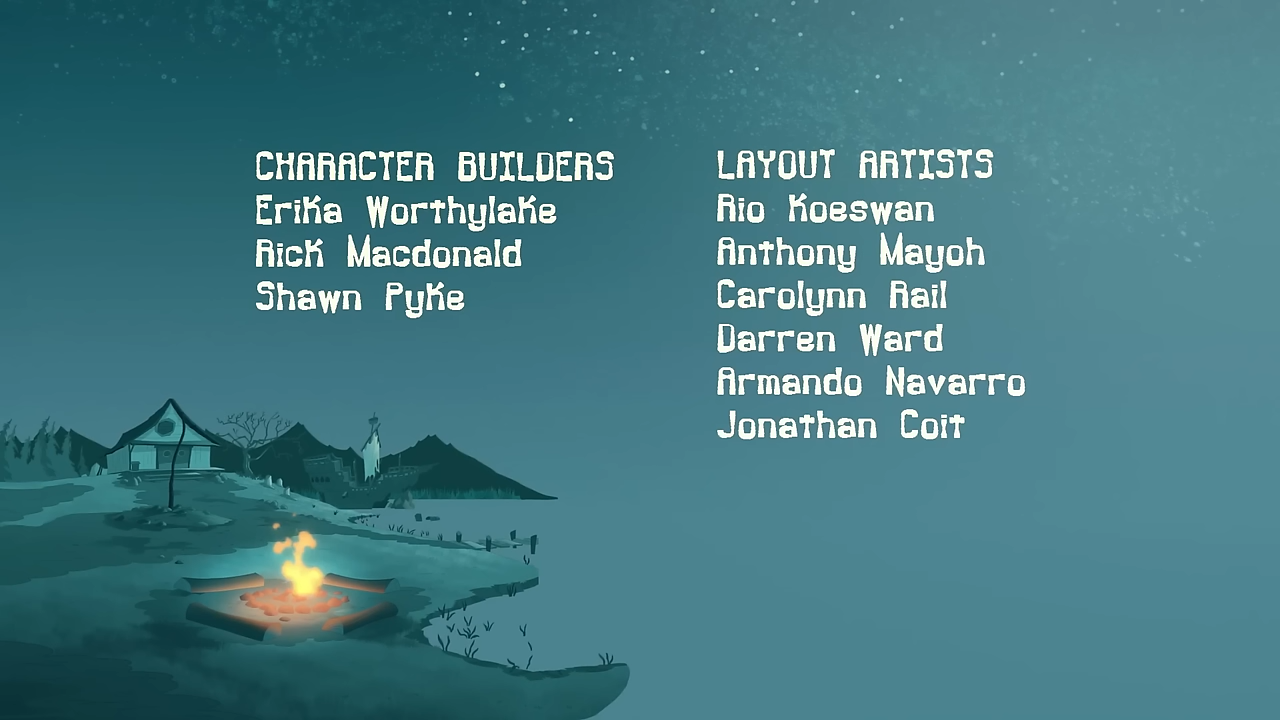 CHARACTER BUILDERS
Erika Worthylake
Rick Macdonald
Shawn Pyke
LAYOUT ARTISTS
Rio Koeswan
Anthony Mayoh
Carolynn Rail
Darren Ward
Armando Navarro
Jonathan Coit